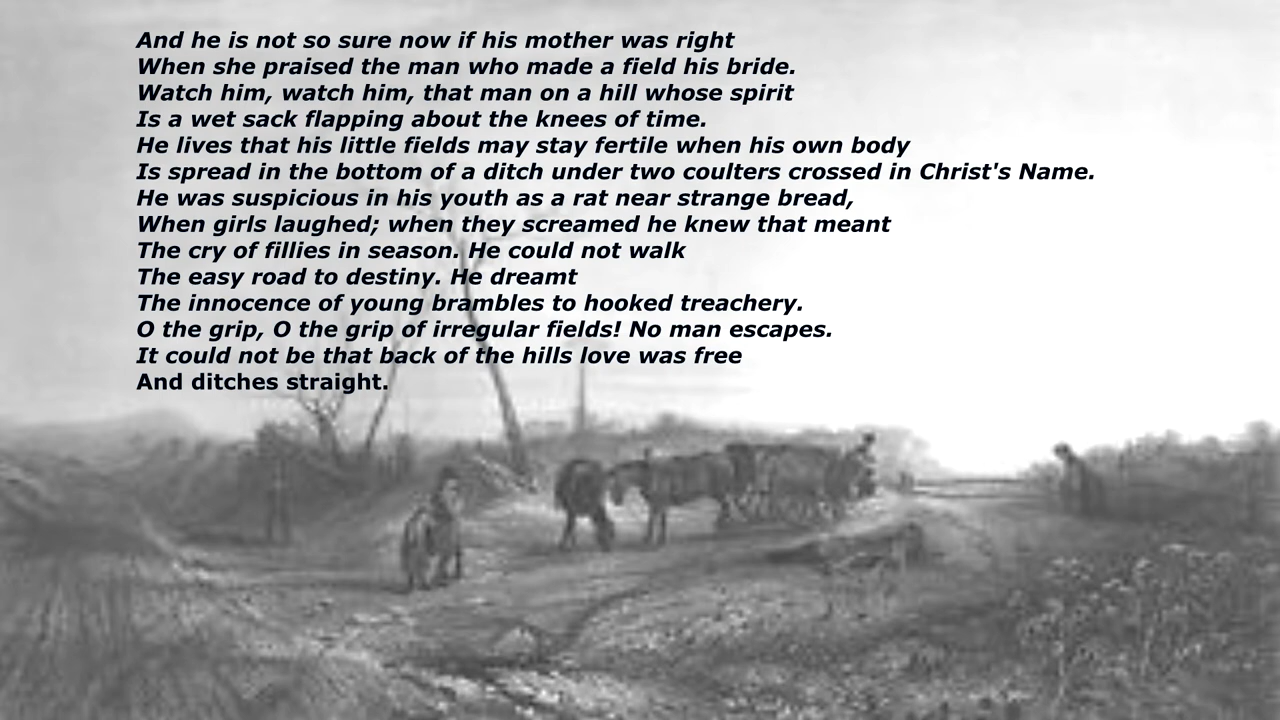 And he is not so sure now if his mother was right
When she praised the man who made a field his bride.
Watch him, watch him, that man on a hill whose spirit
Is a wet sack flapping about the knees of time.
He lives that his little fields may stay fertile when his own body
Is spread in the bottom of a ditch under two coulters crossed in Christ's Name.
He was suspicious in his youth as a rat near strange bread,
When girls laughed; when they screamed he knew that meant
The cry of fillies in season. He could not walk
The easy road to destiny. He dreamt
The innocence of young brambles to hooked treachery.
O the grip, O the grip of irregular fields! No man escapes.
It could not be that back of the hills love was free
And ditches straight.